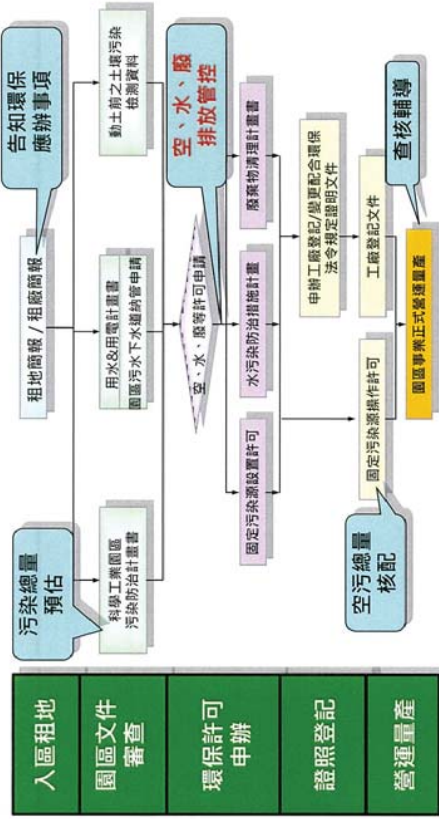 入區租地
園區文件
審查
環保許可
申辦
證照登記
營運量產
污染總量
預估
租地簡報 / 租廠簡報
告知環保
應辦事項
科學工業園區
污染防治計畫書
用水&用電計畫書
園區污水下水道納管申請
動土前之土壤污染
檢測資料
空、水、廢等許可申請
空、水、廢
排放管控
固定污染源設置許可
水污染防治措施計畫
廢棄物清理計畫書
申辦工廠登記/變更配合環保
法令規定證明文件
空污總量
核配
固定污染源操作許可
工廠登記文件
查核輔導
園區事業正式營運量產